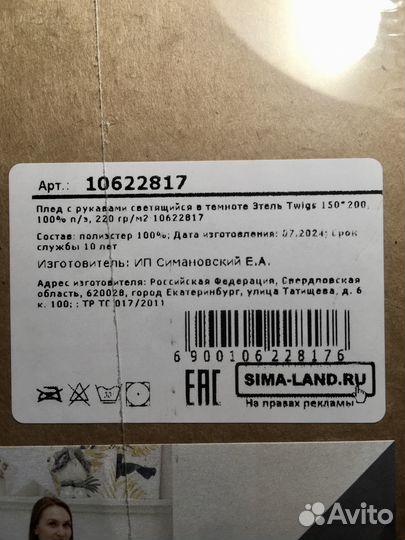 Арт.: 10622817
Плед с рукавами светящийся в темноте Этель Twigs 150*200,
100% п/э, 220 гр/м2 10622817
Состав: полиэстер 100%; Дата изготовления: 07.2024; Срок
службы 10 лет
Изготовитель: ИП Симановский Е.А.
Адрес изготовителя: Российская Федерация, Свердловская
область, 620028, город Екатеринбург, улица Татищева, д. 6
к. 100; ; ТР ТС 017/2011
6 900106 228176
EAC
SIMA-LAND.RU
На правах рекламы
30
Avito